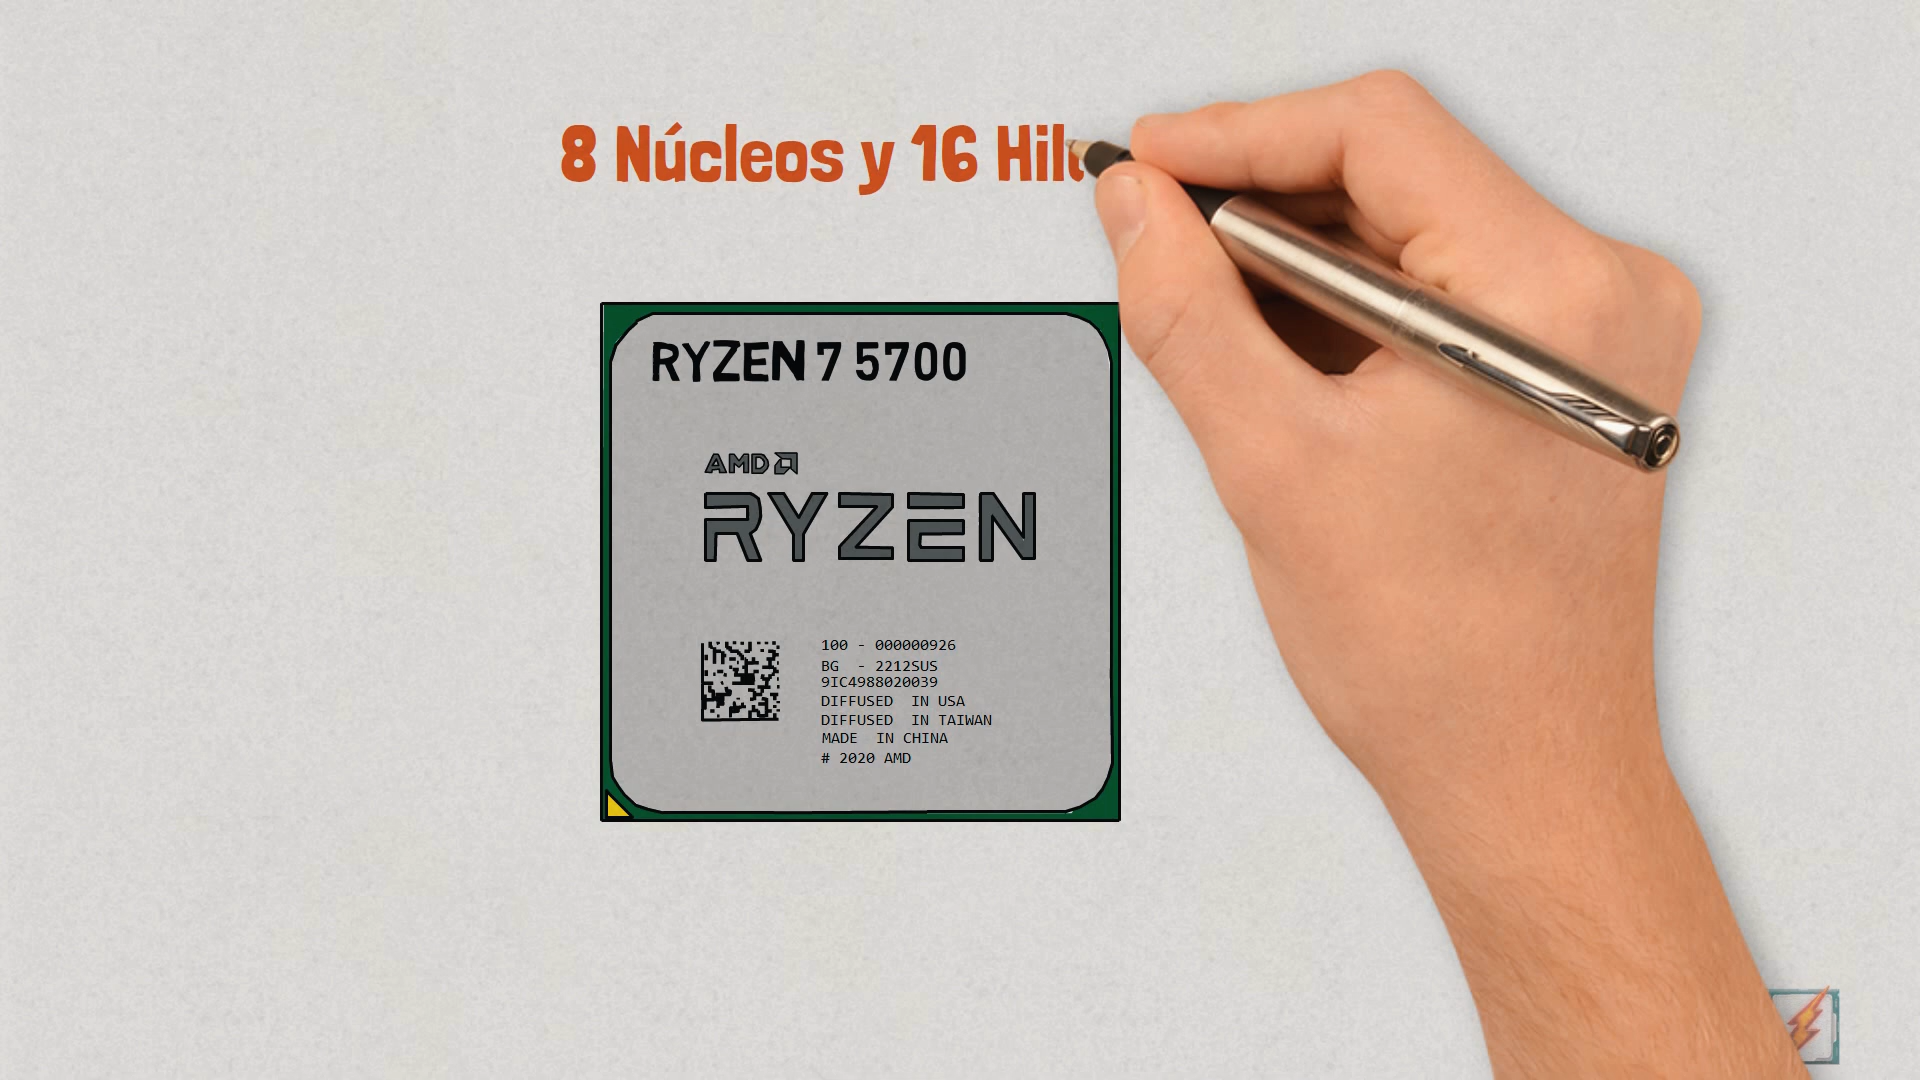 8 Núcleos y 16 Hilo
RYZEN 7 5700
AMD
RYZEN
100 - 000000926
BG - 2212SUS
9IC4988020039
DIFFUSED IN USA
DIFFUSED IN TAIWAN
MADE IN CHINA
# 2020 AMD